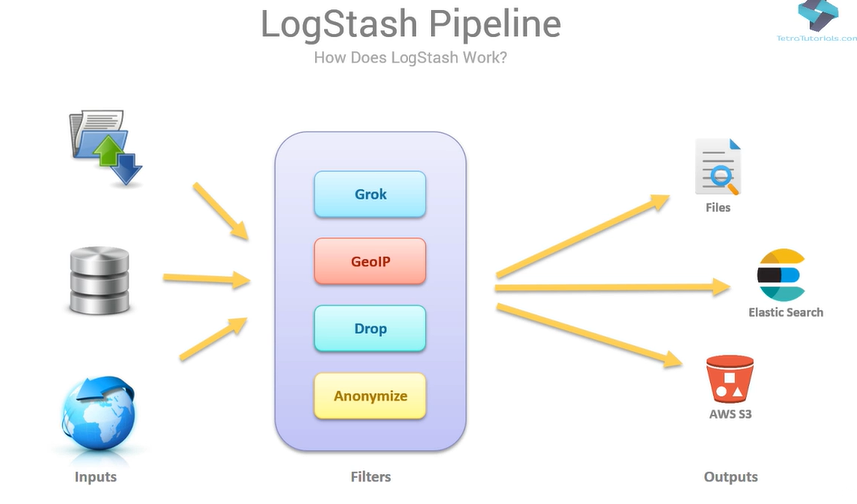 LogStash Pipeline
How Does LogStash Work?
TetraTutorials.com
Grok
GeoIP
Drop
Anonymize
Files
Elastic Search
AWS S3
Inputs
Filters
Outputs